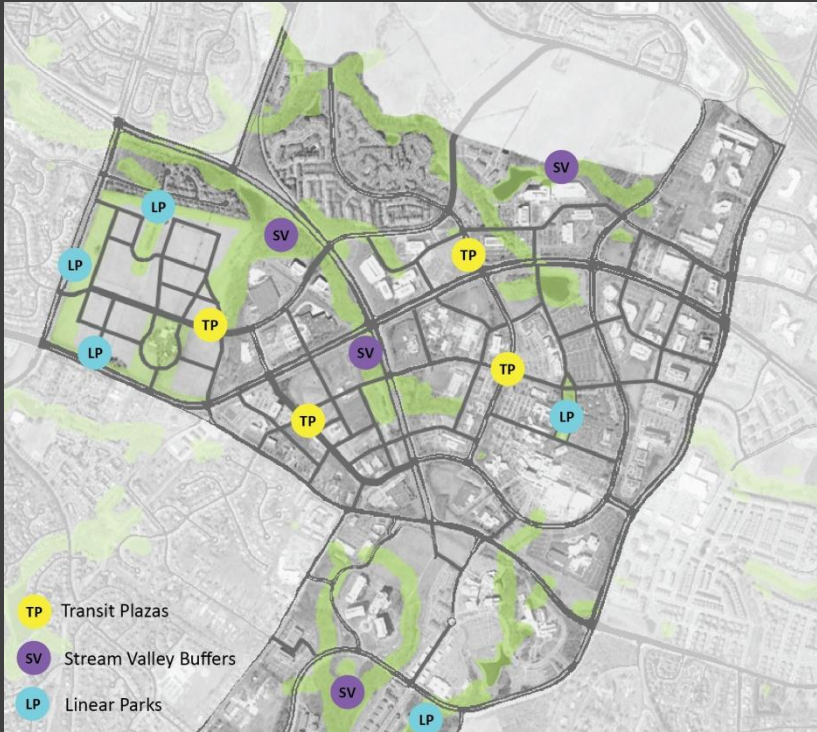 SV
LP
SV
TP
LP
TP
SV
LP
TP
TP
LP
TP Transit Plazas
SV Stream Valley Buffers
LP Linear Parks
SV
LP